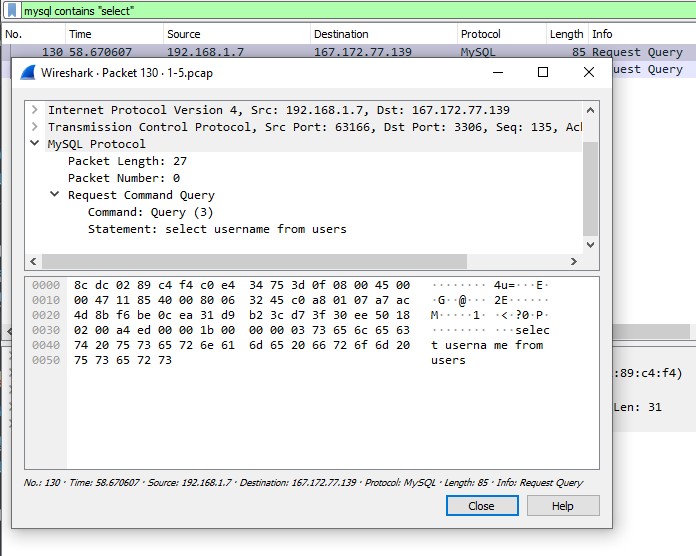 mysql contains "select"
No. Time Source Destination Protocol Length Info
130 58.670607 192.168.1.7 167.172.77.139 MySQL 85 Request Query
uest Query
Wireshark · Packet 130 · 1-5.pcap
Internet Protocol Version 4, Src: 192.168.1.7, Dst: 167.172.77.139
Transmission Control Protocol, Src Port: 63166, Dst Port: 3306, Seq: 135, Ac
MySQL Protocol
Packet Length: 27
Packet Number: 0
Request Command Query
Command: Query (3)
Statement: select username from users
0000 8c dc 02 89 c4 f4 c0 e4 34 75 3d 0f 08 00 45 00 ········ 4u=···E·
0010 00 47 11 85 40 00 80 06 32 45 c0 a8 01 07 a7 ac ·G··@··· 2E······
0020 4d 8b f6 be 0c ea 31 d9 b2 3c d7 3f 30 ee 50 18 M·····1· ·<·?0·P·
0030 02 00 a4 ed 00 00 1b 00 00 00 03 73 65 6c 65 63 ········ ···selec
0040 74 20 75 73 65 72 6e 61 6d 65 20 66 72 6f 6d 20 t userna me from
0050 75 73 65 72 73 users
:89:c4:f4)
Len: 31
No.: 130 · Time: 58.670607 · Source: 192.168.1.7 · Destination: 167.172.77.139 · Protocol: MySQL · Length: 85 · Info: Request Query
Close Help